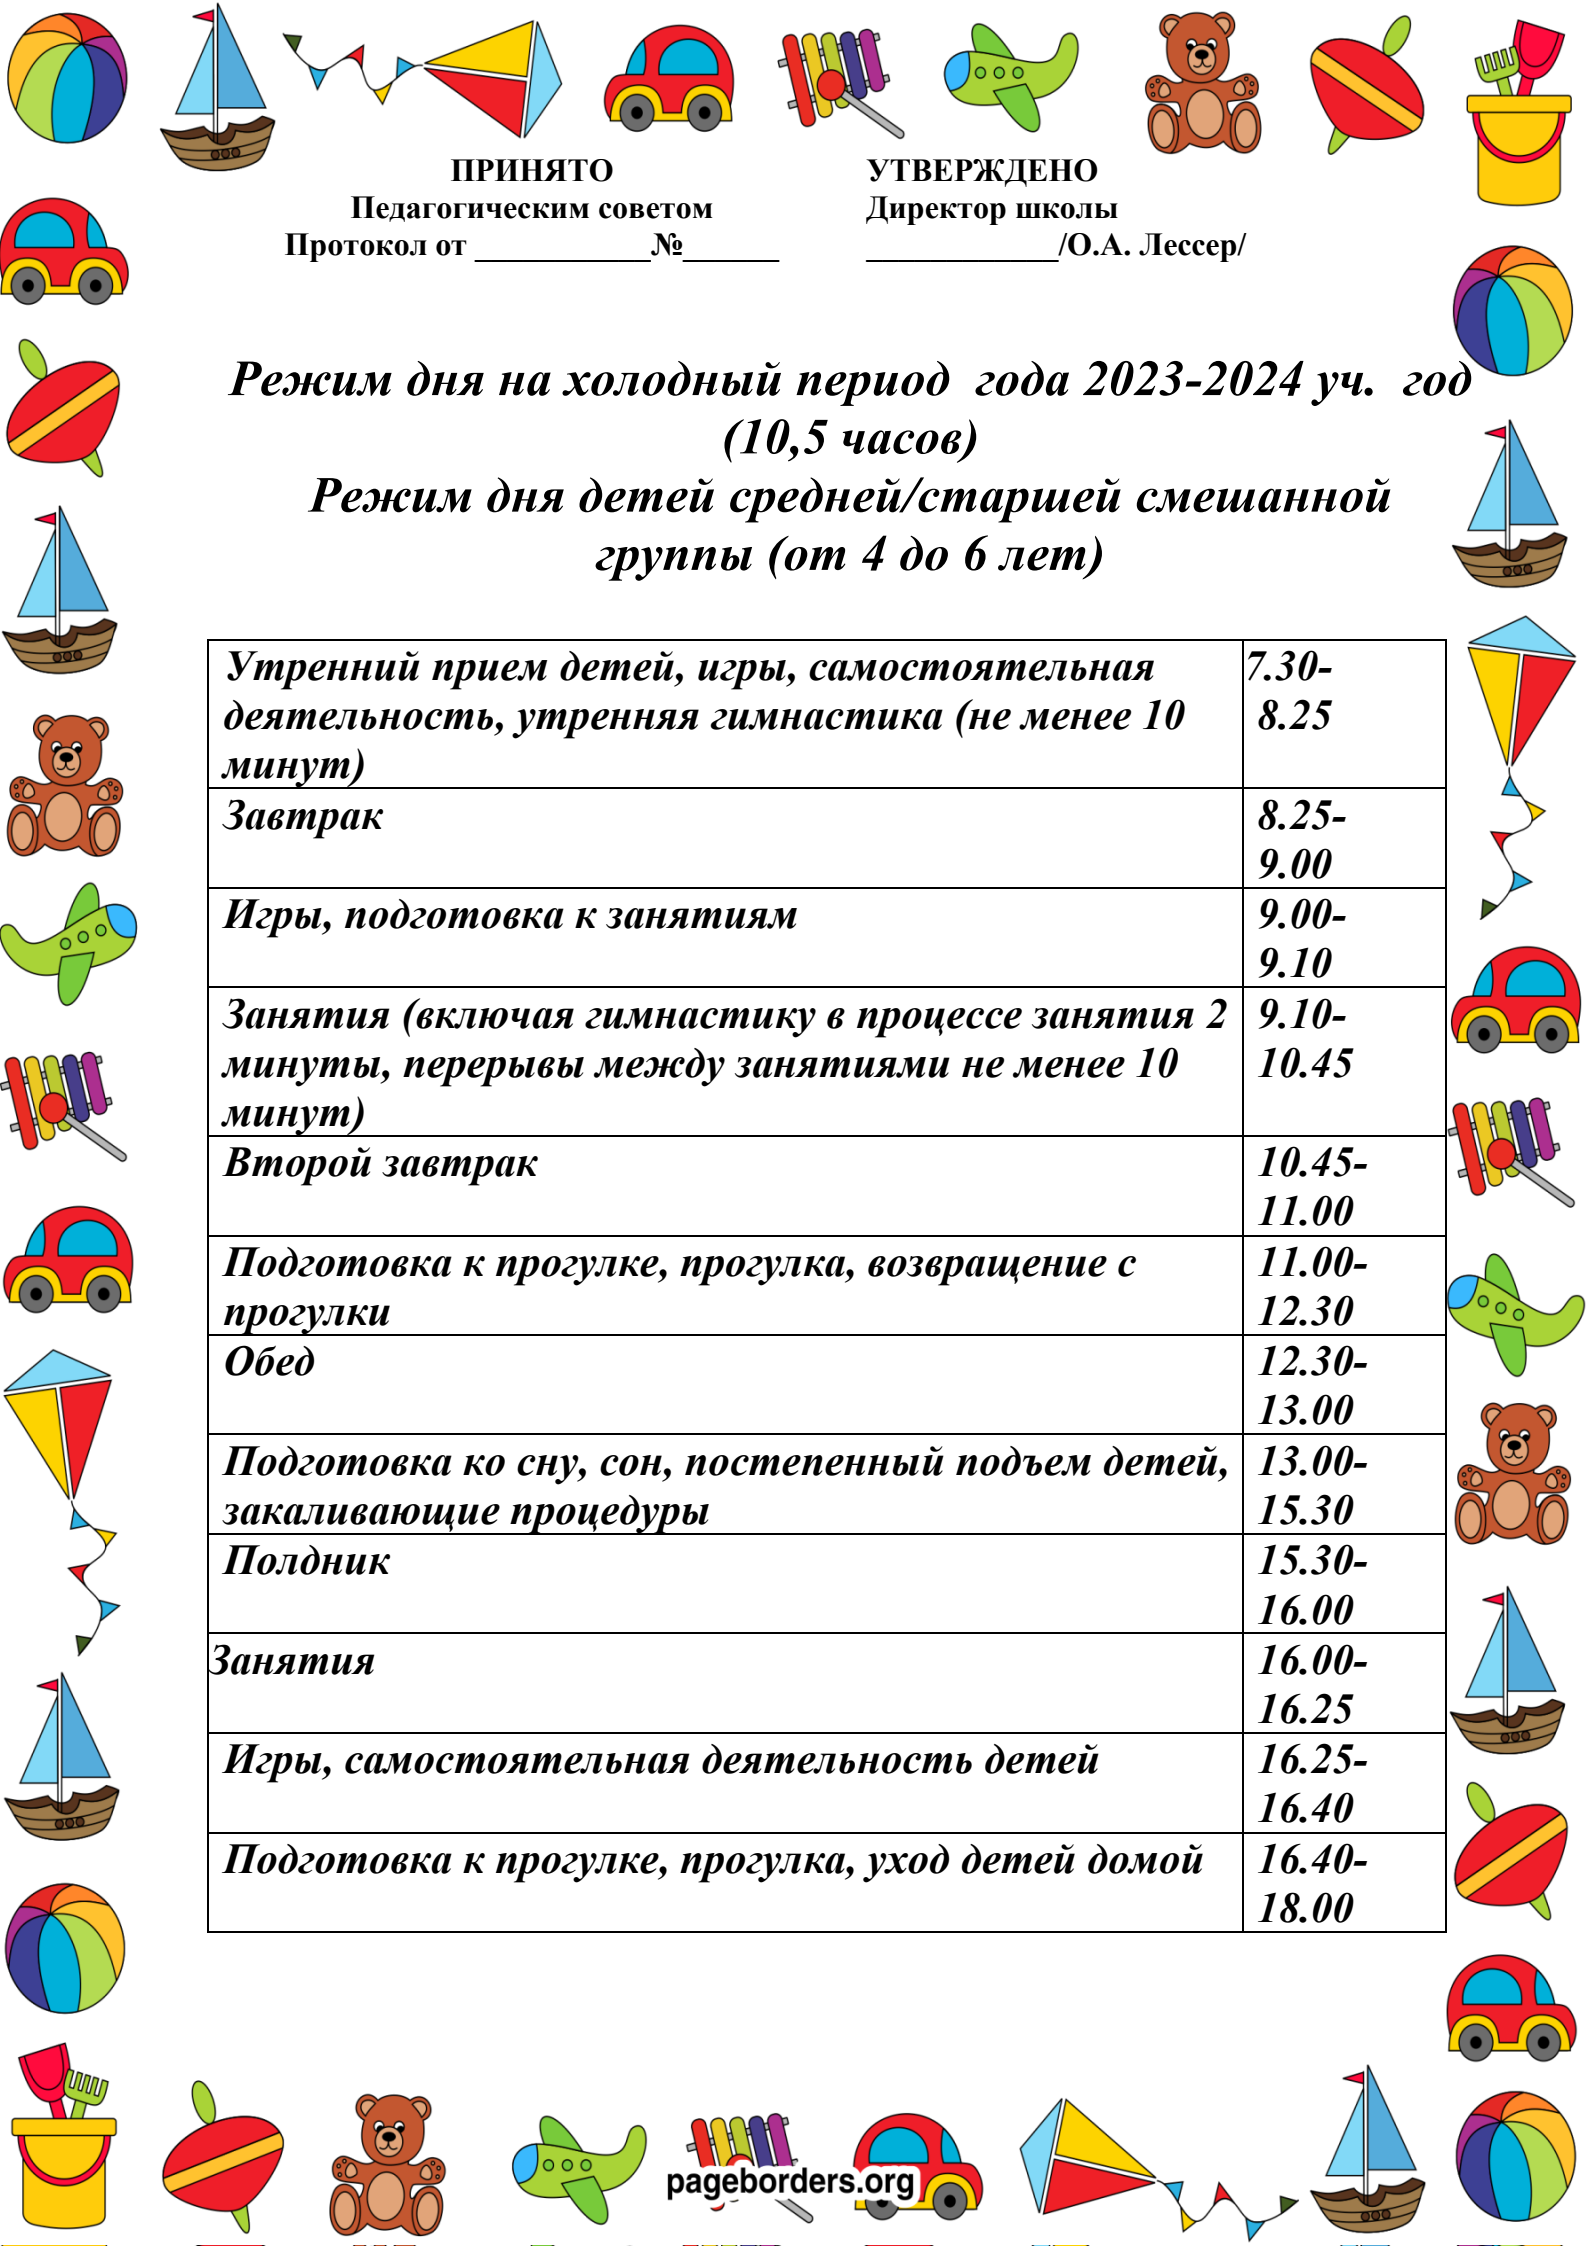 ПРИНЯТО
Педагогическим советом
Протокол от ____________№______
УТВЕРЖДЕНО
Директор школы
____________/О.А. Лессер/
Режим дня на холодный период года 2023-2024 уч. год
(10,5 часов)
Режим дня детей средней/старшей смешанной
группы (от 4 до 6 лет)
Утренний прием детей, игры, самостоятельная
деятельность, утренняя гимнастика (не менее 10
минут)
7.30-
8.25
Завтрак
8.25-
9.00
Игры, подготовка к занятиям
9.00-
9.10
Занятия (включая гимнастику в процессе занятия 2
минуты, перерывы между занятиями не менее 10
минут)
9.10-
10.45
Второй завтрак
10.45-
11.00
Подготовка к прогулке, прогулка, возвращение с
прогулки
11.00-
12.30
Обед
12.30-
13.00
Подготовка ко сну, сон, постепенный подъем детей,
закаливающие процедуры
13.00-
15.30
Полдник
15.30-
16.00
Занятия
16.00-
16.25
Игры, самостоятельная деятельность детей
16.25-
16.40
Подготовка к прогулке, прогулка, уход детей домой
16.40-
18.00
pageborders.org